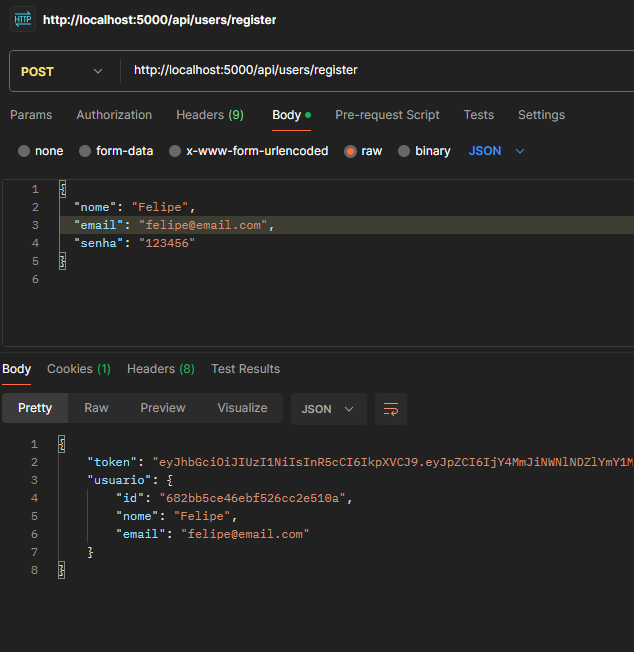 HTTP http://localhost:5000/api/users/register
POST http://localhost:5000/api/users/register
Params Authorization Headers (9) Body Pre-request Script Tests Settings
none form-data x-www-form-urlencoded raw binary JSON
1 {
2 "nome": "Felipe",
3 "email": "felipe@email.com",
4 "senha": "123456"
5 }
6
Body Cookies (1) Headers (8) Test Results
Pretty Raw Preview Visualize JSON
1 {
2 "token": "eyJhbGciOiJIUzI1NiIsInR5cCI6IkpXVCJ9.eyJpZCI6IjY4MmJiNWNlNDZlYmY1M
3 "usuario": {
4 "id": "682bb5ce46ebf526cc2e510a",
5 "nome": "Felipe",
6 "email": "felipe@email.com"
7 }
8 }